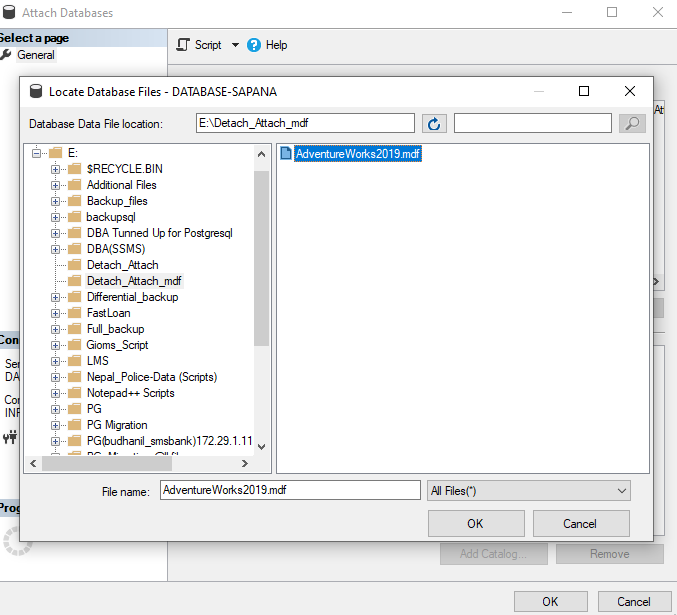 Attach Databases
Select a page
General
Script
Help
Locate Database Files - DATABASE-SAPANA
Database Data File location:
E:\Detach_Attach_mdf
At
E:
$RECYCLE.BIN
Additional Files
Backup_files
backupsql
DBA Tunned Up for Postgresql
DBA(SSMS)
Detach_Attach
Detach_Attach_mdf
Differential_backup
FastLoan
Full_backup
Gioms_Script
LMS
Nepal_Police-Data (Scripts)
Notepad++ Scripts
PG
PG Migration
PG(budhanil_smsbank)172.29.1.11
AdventureWorks2019.mdf
Con
Ser
DA
Cor
INF
Prog
File name:
AdventureWorks2019.mdf
All Files(*)
OK
Cancel
Add Catalog...
Remove
OK
Cancel